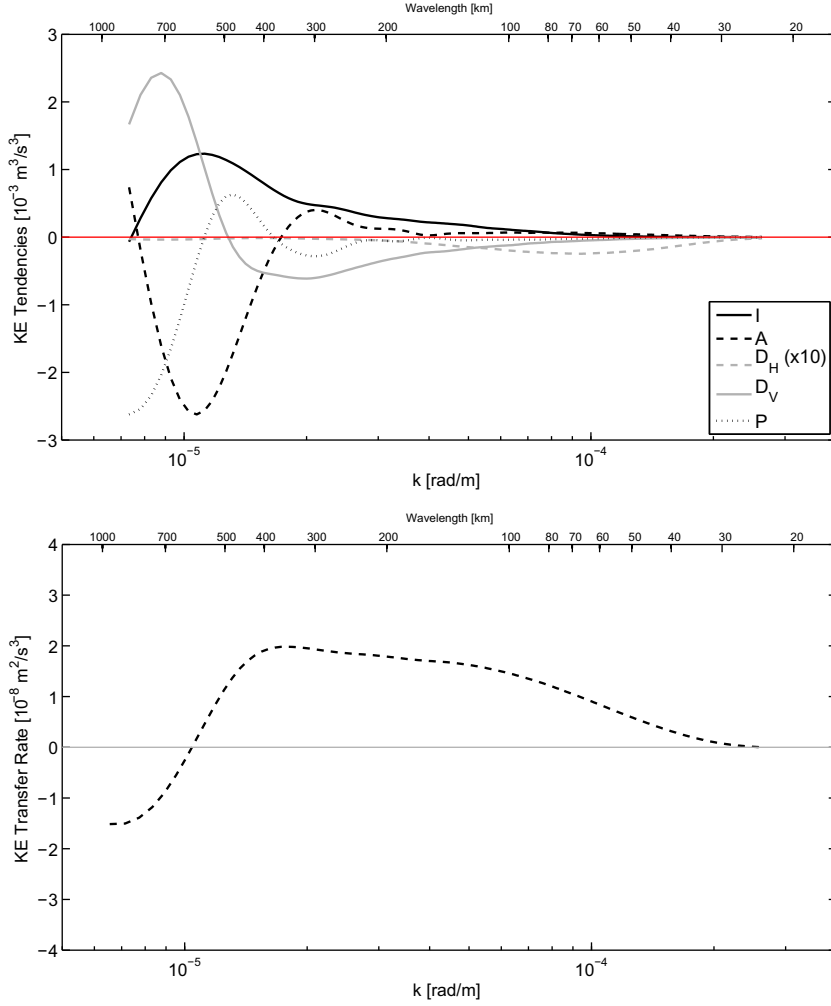 Wavelength [km]
1000 700 500 400 300 200 100 80 70 60 50 40 30 20
3
2
1
0
−1
−2
−3
KE Tendencies [10⁻³ m³/s³]
I
A
D_H (x10)
D_V
P
10⁻⁵ 10⁻⁴
k [rad/m]
Wavelength [km]
1000 700 500 400 300 200 100 80 70 60 50 40 30 20
4
3
2
1
0
−1
−2
−3
−4
KE Transfer Rate [10⁻⁸ m²/s³]
10⁻⁵ 10⁻⁴
k [rad/m]